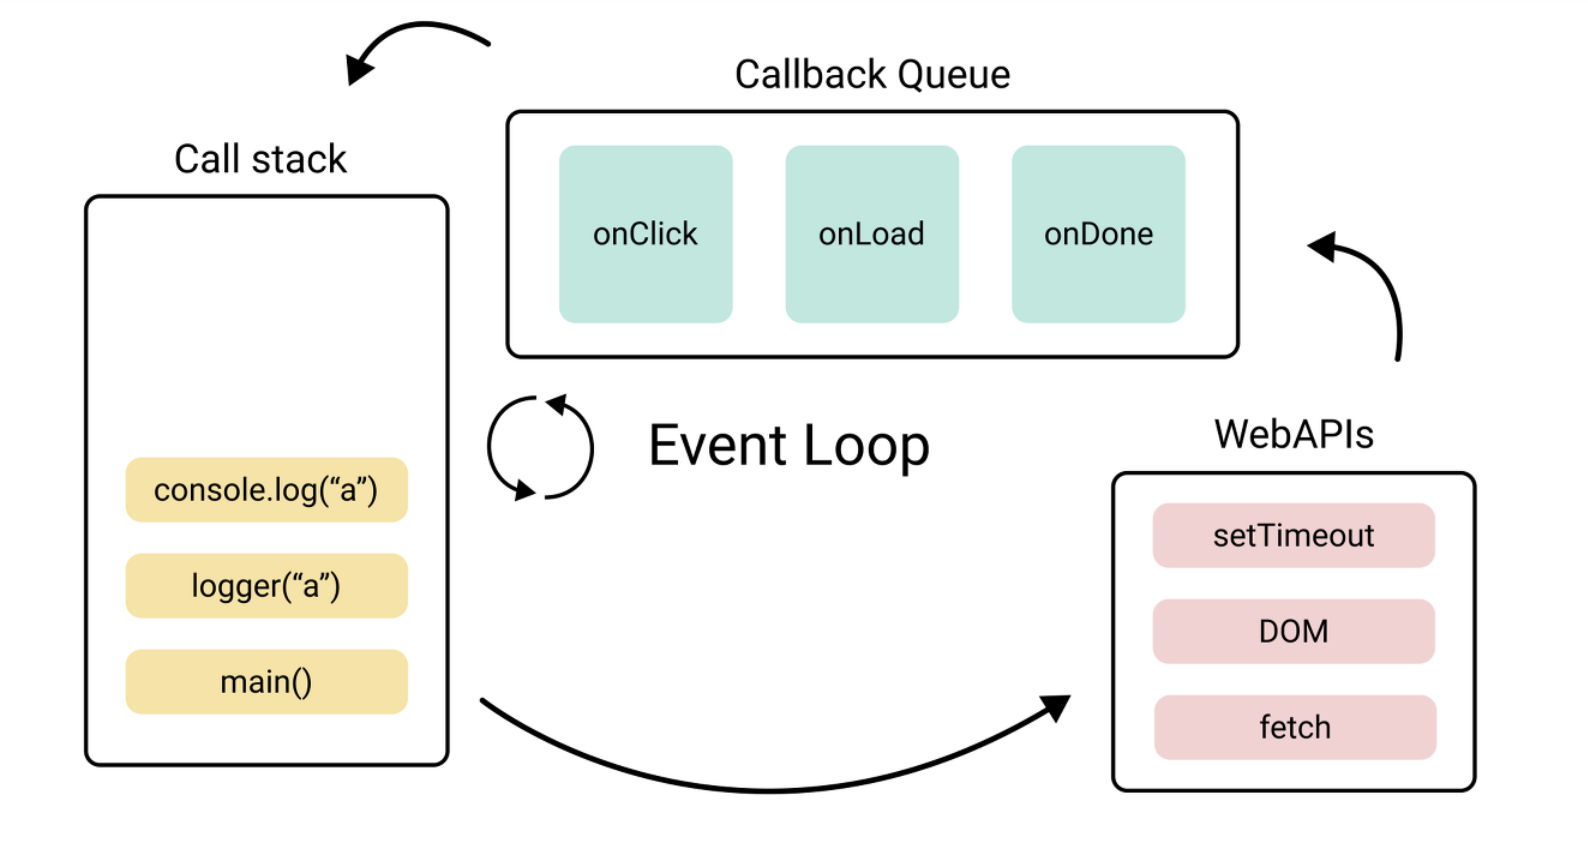 Callback Queue
Call stack
onClick
onLoad
onDone
Event Loop
WebAPIs
console.log(“a”)
logger(“a”)
main()
setTimeout
DOM
fetch